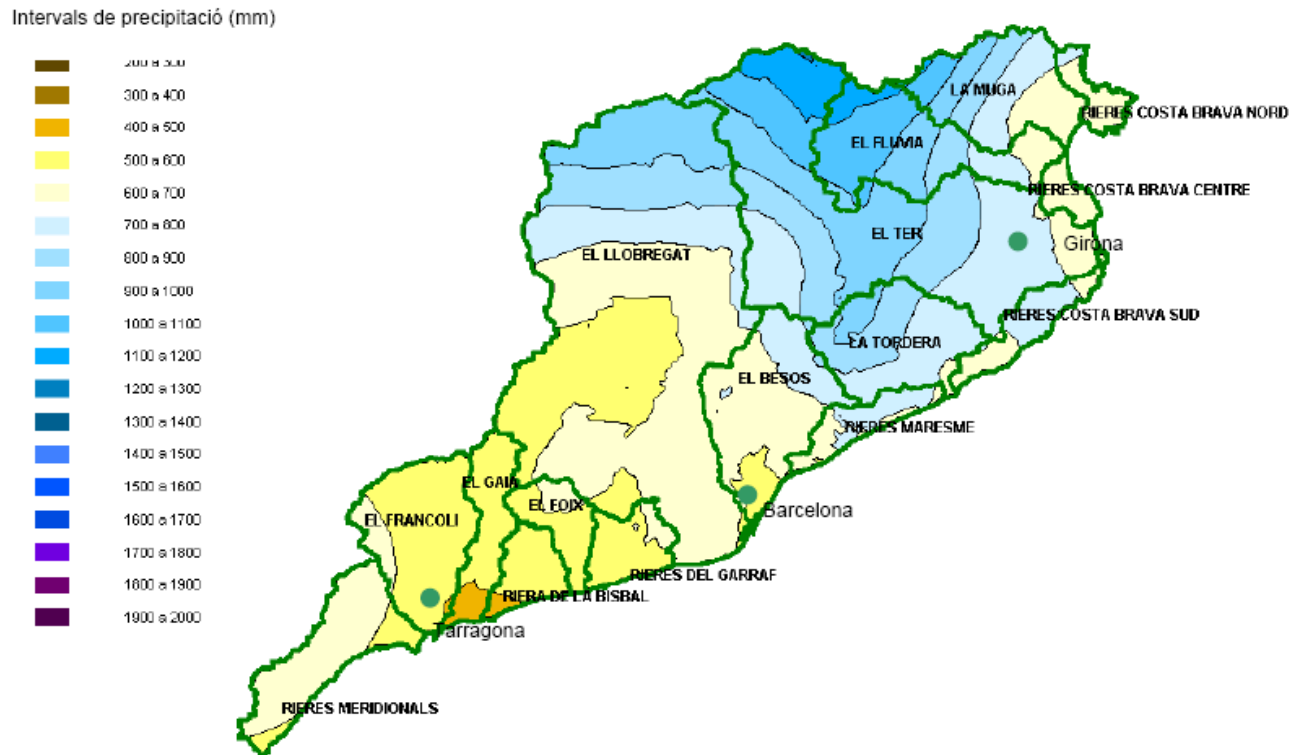 Intervals de precipitació (mm)
200 a 300
300 a 400
400 a 500
500 a 600
600 a 700
700 a 800
800 a 900
900 a 1000
1000 a 1100
1100 a 1200
1200 a 1300
1300 a 1400
1400 a 1500
1500 a 1600
1600 a 1700
1700 a 1800
1800 a 1900
1900 a 2000
LA MUGA
RIERES COSTA BRAVA NORD
EL FLUVIA
RIERES COSTA BRAVA CENTRE
EL TER
Girona
EL LLOBREGAT
RIERES COSTA BRAVA SUD
LA TORDERA
EL BESOS
RIERES MARESME
EL GAIA
EL FOIX
Barcelona
EL FRANCOLI
RIERES DEL GARRAF
RIERA DE LA BISBAL
Tarragona
RIERES MERIDIONALS